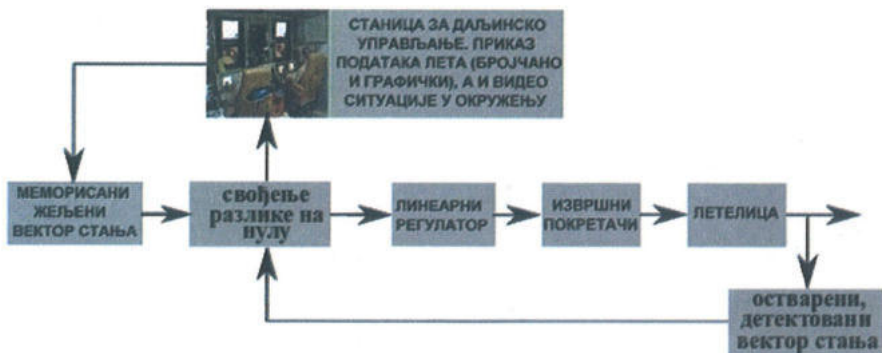 СТАНИЦА ЗА ДАЉИНСКО
УПРАВЉАЊЕ. ПРИКАЗ
ПОДАТАКА ЛЕТА (БРОЈЧАНО
И ГРАФИЧКИ), А И ВИДЕО
СИТУАЦИЈЕ У ОКРУЖЕЊУ
МЕМОРИСАНИ
ЖЕЉЕНИ
ВЕКТОР СТАЊА
свођење
разлике на
нулу
ЛИНЕАРНИ
РЕГУЛАТОР
ИЗВРШНИ
ПОКРЕТАЧИ
ЛЕТЕЛИЦА
остварени,
детектовани
вектор стања